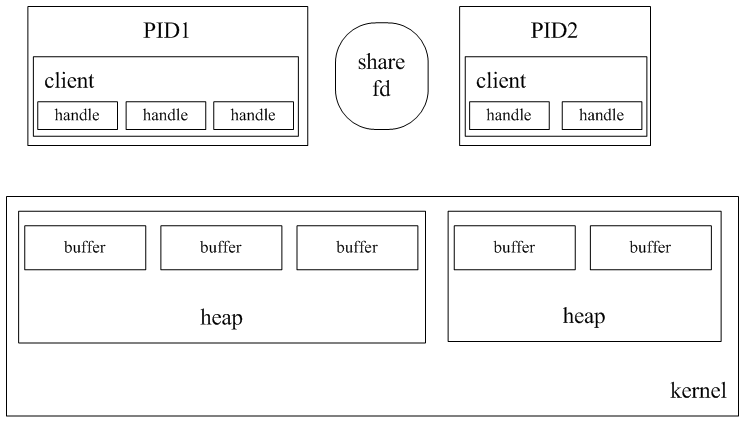 PID1
share
fd
PID2
client
client
handle
handle
handle
handle
handle
buffer
buffer
buffer
buffer
buffer
heap
heap
kernel